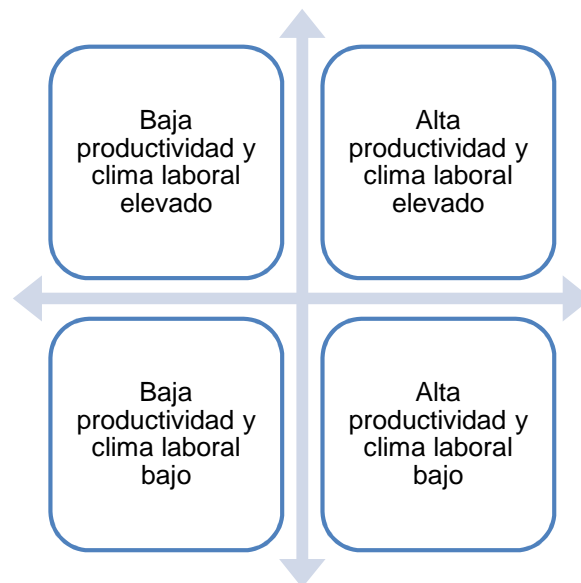 Baja
productividad y
clima laboral
elevado
Alta
productividad y
clima laboral
elevado
Baja
productividad y
clima laboral
bajo
Alta
productividad y
clima laboral
bajo